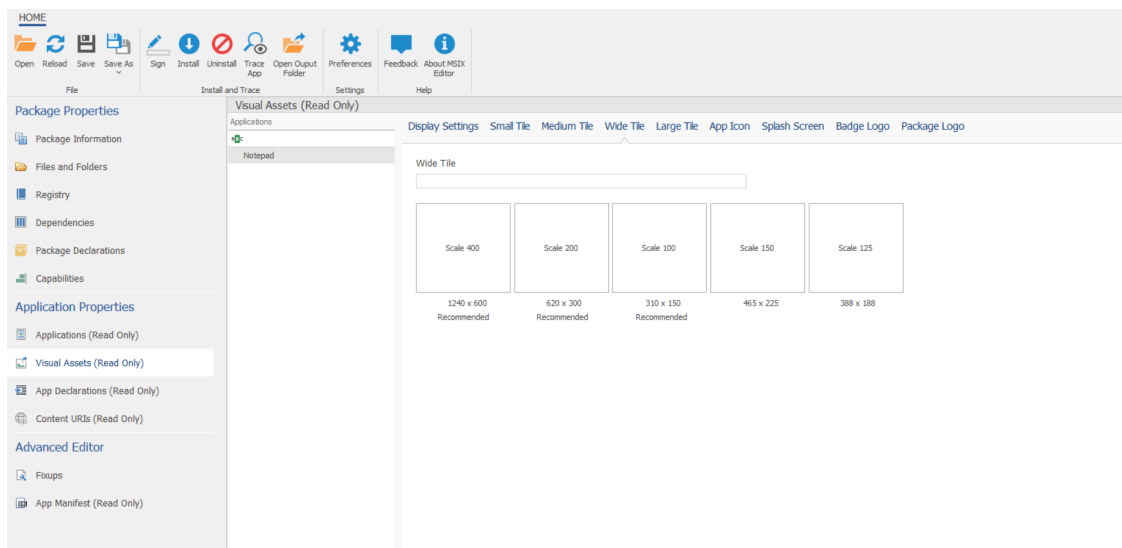 HOME
Open Reload Save Save As Sign Install Uninstall Trace App Open Ouput Folder Preferences Feedback About MSIX Editor
File Install and Trace Settings Help
Package Properties
Package Information
Files and Folders
Registry
Dependencies
Package Declarations
Capabilities
Application Properties
Applications (Read Only)
Visual Assets (Read Only)
App Declarations (Read Only)
Content URIs (Read Only)
Advanced Editor
Fixups
App Manifest (Read Only)
Visual Assets (Read Only)
Applications
Notepad
Display Settings Small Tile Medium Tile Wide Tile Large Tile App Icon Splash Screen Badge Logo Package Logo
Wide Tile
Scale 400 Scale 200 Scale 100 Scale 150 Scale 125
1240 x 600 620 x 300 310 x 150 465 x 225 388 x 188
Recommended Recommended Recommended